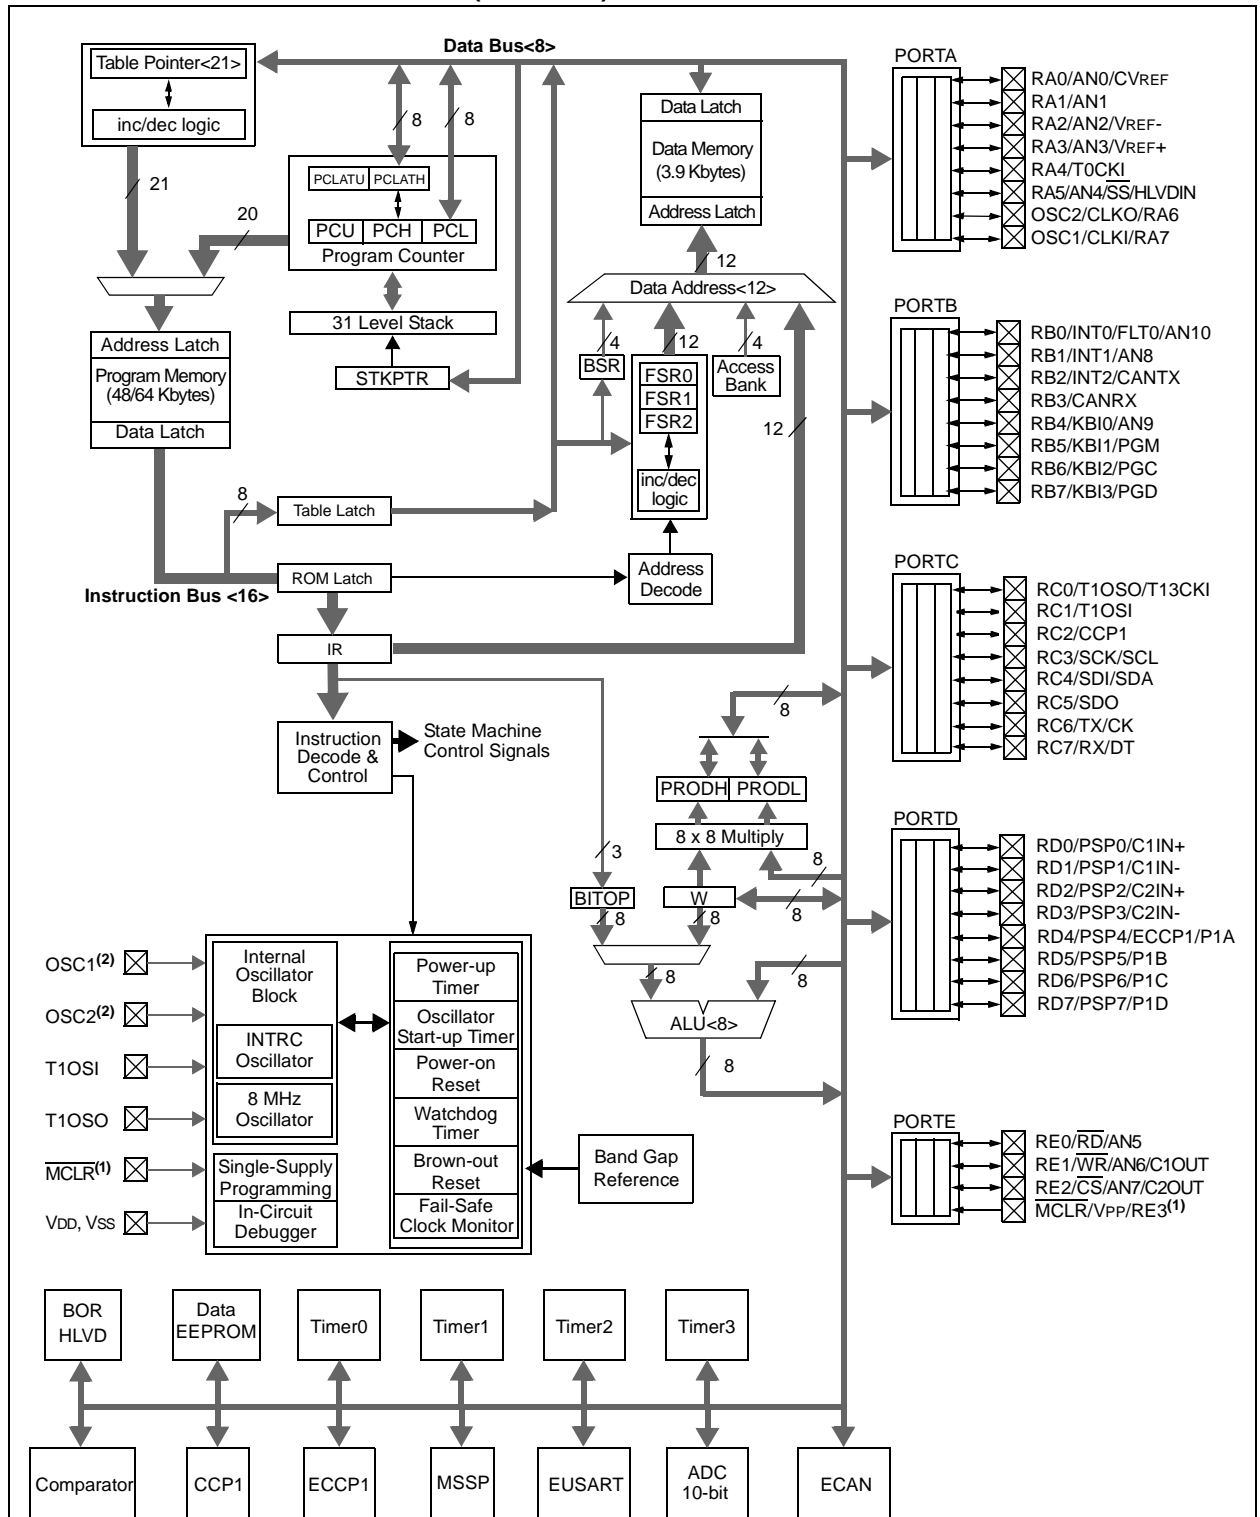 Data Bus<8>
Table Pointer<21>
inc/dec logic
21
20
8
8
PCLATU PCLATH
PCU PCH PCL
Program Counter
31 Level Stack
STKPTR
Data Latch
Data Memory
(3.9 Kbytes)
Address Latch
12
Data Address<12>
4
12
4
BSR
FSR0
FSR1
FSR2
inc/dec
logic
Access
Bank
12
Address Latch
Program Memory
(48/64 Kbytes)
Data Latch
8
Table Latch
ROM Latch
Instruction Bus <16>
Address
Decode
IR
Instruction
Decode &
Control
State Machine
Control Signals
8
PRODH PRODL
8 x 8 Multiply
3
8
BITOP
W
8
8
8
8
8
ALU<8>
8
OSC1(2)
OSC2(2)
T1OSI
T1OSO
MCLR(1)
VDD, VSS
Internal
Oscillator
Block
INTRC
Oscillator
8 MHz
Oscillator
Single-Supply
Programming
In-Circuit
Debugger
Power-up
Timer
Oscillator
Start-up Timer
Power-on
Reset
Watchdog
Timer
Brown-out
Reset
Fail-Safe
Clock Monitor
Band Gap
Reference
PORTA
RA0/AN0/CVREF
RA1/AN1
RA2/AN2/VREF-
RA3/AN3/VREF+
RA4/T0CKI
RA5/AN4/SS/HLVDIN
OSC2/CLKO/RA6
OSC1/CLKI/RA7
PORTB
RB0/INT0/FLT0/AN10
RB1/INT1/AN8
RB2/INT2/CANTX
RB3/CANRX
RB4/KBI0/AN9
RB5/KBI1/PGM
RB6/KBI2/PGC
RB7/KBI3/PGD
PORTC
RC0/T1OSO/T13CKI
RC1/T1OSI
RC2/CCP1
RC3/SCK/SCL
RC4/SDI/SDA
RC5/SDO
RC6/TX/CK
RC7/RX/DT
PORTD
RD0/PSP0/C1IN+
RD1/PSP1/C1IN-
RD2/PSP2/C2IN+
RD3/PSP3/C2IN-
RD4/PSP4/ECCP1/P1A
RD5/PSP5/P1B
RD6/PSP6/P1C
RD7/PSP7/P1D
PORTE
RE0/RD/AN5
RE1/WR/AN6/C1OUT
RE2/CS/AN7/C2OUT
MCLR/VPP/RE3(1)
BOR
HLVD
Data
EEPROM
Timer0
Timer1
Timer2
Timer3
Comparator
CCP1
ECCP1
MSSP
EUSART
ADC
10-bit
ECAN